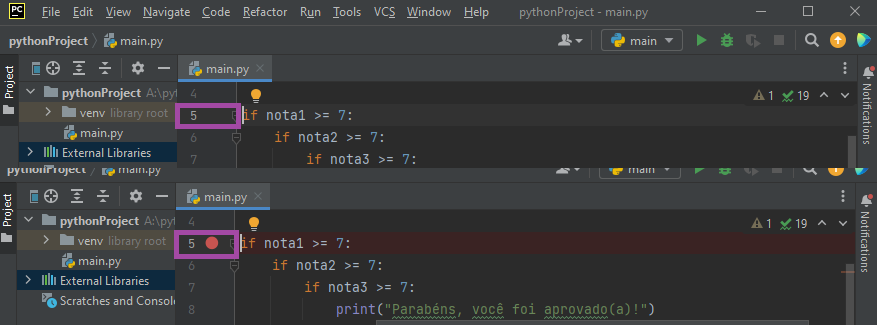 PC File Edit View Navigate Code Refactor Run Tools VCS Window Help pythonProject - main.py
pythonProject main.py main
Project
main.py
Notifications
pythonProject A:\p
venv library root
main.py
External Libraries
4
1 19
5 if nota1 >= 7:
6 if nota2 >= 7:
7 if nota3 >= 7:
pythonProject main.py main
Project
main.py
Notifications
pythonProject A:\py
venv library root
main.py
External Libraries
Scratches and Consol
4
1 19
5 if nota1 >= 7:
6 if nota2 >= 7:
7 if nota3 >= 7:
8 print("Parabéns, você foi aprovado(a)!")